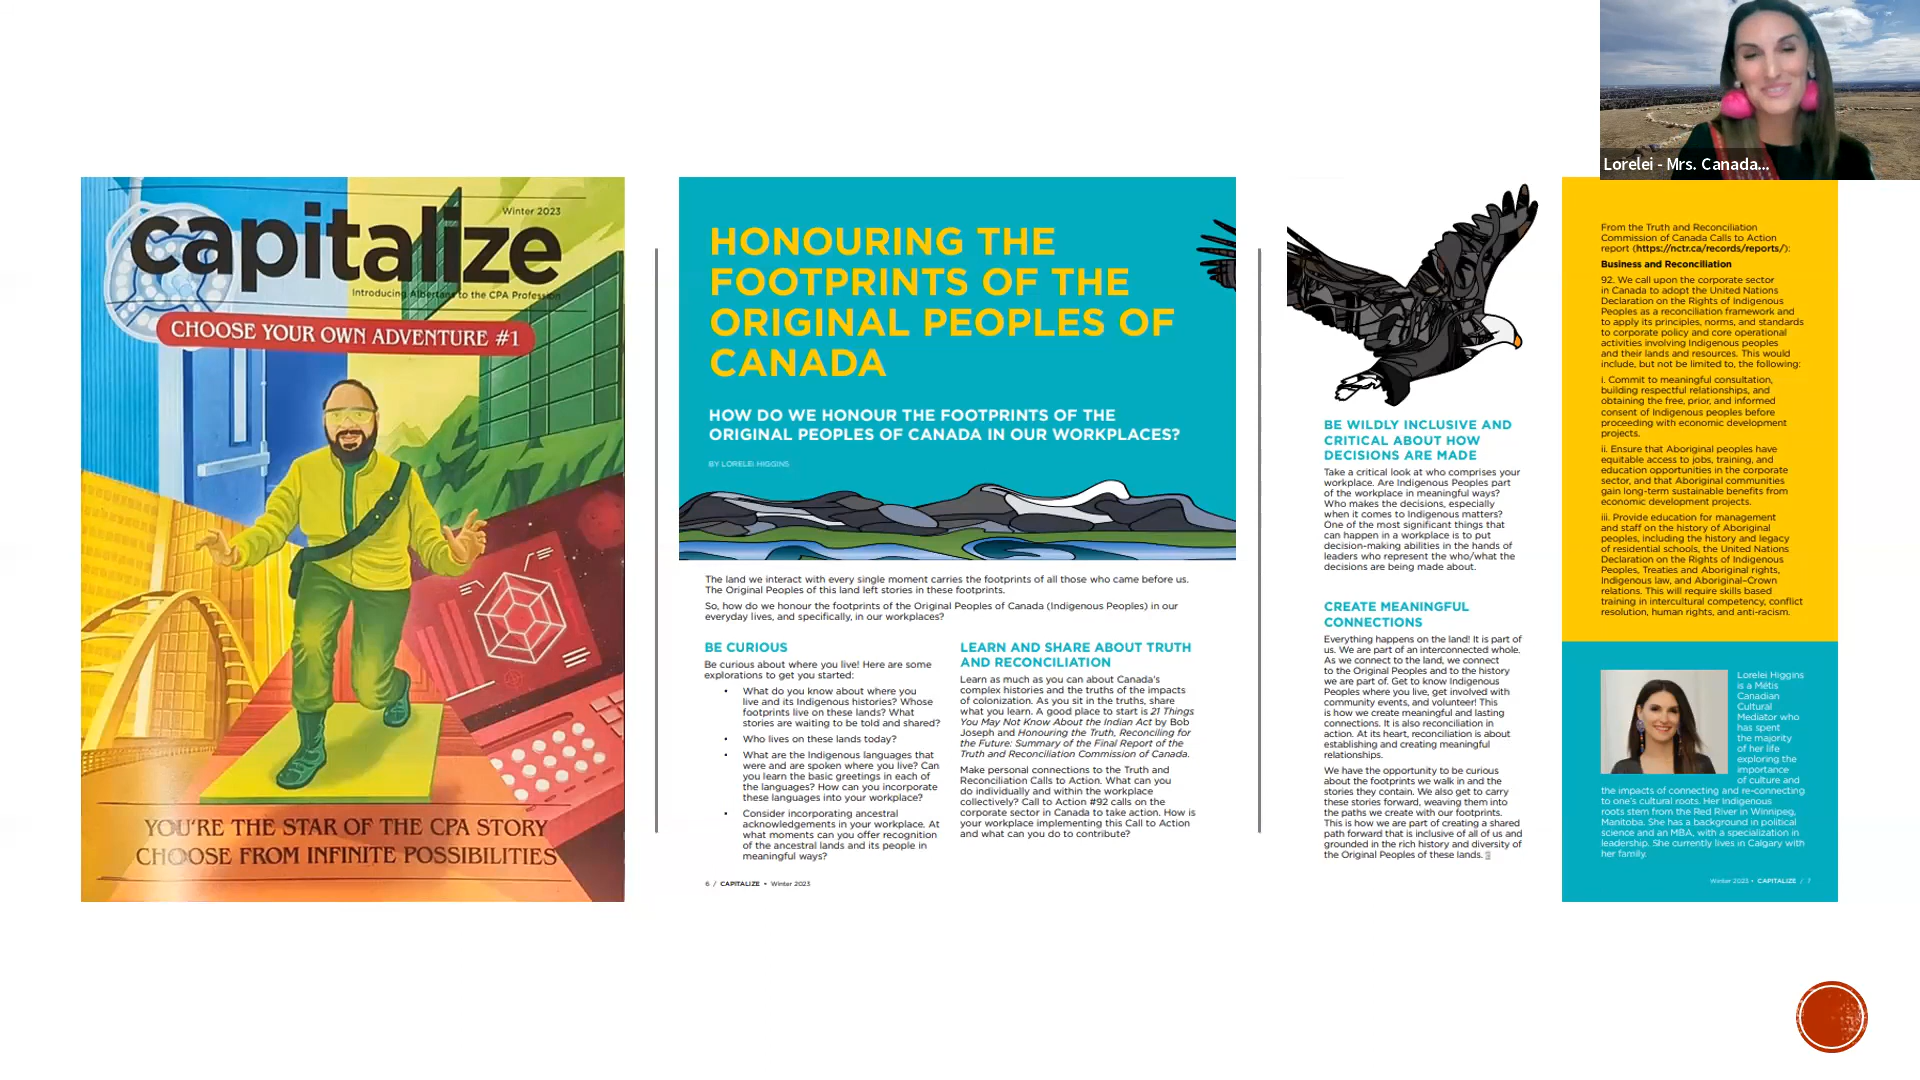 Lorelei - Mrs. Canada...
Winter 2023
capitalize
Introducing Albertans to the CPA Profession
CHOOSE YOUR OWN ADVENTURE #1
YOU'RE THE STAR OF THE CPA STORY
CHOOSE FROM INFINITE POSSIBILITIES
HONOURING THE
FOOTPRINTS OF THE
ORIGINAL PEOPLES OF
CANADA
HOW DO WE HONOUR THE FOOTPRINTS OF THE
ORIGINAL PEOPLES OF CANADA IN OUR WORKPLACES?
BY LORELEI HIGGINS
The land we interact with every single moment carries the footprints of all those who came before us.
The Original Peoples of this land left stories in these footprints.
So, how do we honour the footprints of the Original Peoples of Canada (Indigenous Peoples) in our
everyday lives, and specifically, in our workplaces?
BE CURIOUS
Be curious about where you live! Here are some
explorations to get you started:
• What do you know about where you
live and its Indigenous histories? Whose
footprints live on these lands? What
stories are waiting to be told and shared?
• Who lives on these lands today?
• What are the Indigenous languages that
were and are spoken where you live? Can
you learn the basic greetings in each of
the languages? How can you incorporate
these languages into your workplace?
• Consider incorporating ancestral
acknowledgements in your workplace. At
what moments can you offer recognition
of the ancestral lands and its people in
meaningful ways?
LEARN AND SHARE ABOUT TRUTH
AND RECONCILIATION
Learn as much as you can about Canada's
complex histories and the truths of the impacts
of colonization. As you sit in the truths, share
what you learn. A good place to start is 21 Things
You May Not Know About the Indian Act by Bob
Joseph and Honouring the Truth, Reconciling for
the Future: Summary of the Final Report of the
Truth and Reconciliation Commission of Canada.
Make personal connections to the Truth and
Reconciliation Calls to Action. What can you
do individually and within the workplace
collectively? Call to Action #92 calls on the
corporate sector in Canada to take action. How is
your workplace implementing this Call to Action
and what can you do to contribute?
6 / CAPITALIZE • Winter 2023
BE WILDLY INCLUSIVE AND
CRITICAL ABOUT HOW
DECISIONS ARE MADE
Take a critical look at who comprises your
workplace. Are Indigenous Peoples part
of the workplace in meaningful ways?
Who makes the decisions, especially
when it comes to Indigenous matters?
One of the most significant things that
can happen in a workplace is to put
decision-making abilities in the hands of
leaders who represent the who/what the
decisions are being made about.
CREATE MEANINGFUL
CONNECTIONS
Everything happens on the land! It is part of
us. We are part of an interconnected whole.
As we connect to the land, we connect
to the Original Peoples and to the history
we are part of. Get to know Indigenous
Peoples where you live, get involved with
community events, and volunteer! This
is how we create meaningful and lasting
connections. It is also reconciliation in
action. At its heart, reconciliation is about
establishing and creating meaningful
relationships.
We have the opportunity to be curious
about the footprints we walk in and the
stories they contain. We also get to carry
these stories forward, weaving them into
the paths we create with our footprints.
This is how we are part of creating a shared
path forward that is inclusive of all of us and
grounded in the rich history and diversity of
the Original Peoples of these lands.
From the Truth and Reconciliation
Commission of Canada Calls to Action
report (https://nctr.ca/records/reports/):
Business and Reconciliation
92. We call upon the corporate sector
in Canada to adopt the United Nations
Declaration on the Rights of Indigenous
Peoples as a reconciliation framework and
to apply its principles, norms, and standards
to corporate policy and core operational
activities involving Indigenous peoples
and their lands and resources. This would
include, but not be limited to, the following:
i. Commit to meaningful consultation,
building respectful relationships, and
obtaining the free, prior, and informed
consent of Indigenous peoples before
proceeding with economic development
projects.
ii. Ensure that Aboriginal peoples have
equitable access to jobs, training, and
education opportunities in the corporate
sector, and that Aboriginal communities
gain long-term sustainable benefits from
economic development projects.
iii. Provide education for management
and staff on the history of Aboriginal
peoples, including the history and legacy
of residential schools, the United Nations
Declaration on the Rights of Indigenous
Peoples, Treaties and Aboriginal rights,
Indigenous law, and Aboriginal-Crown
relations. This will require skills based
training in intercultural competency, conflict
resolution, human rights, and anti-racism.
Lorelei Higgins
is a Métis
Canadian
Cultural
Mediator who
has spent
the majority
of her life
exploring the
importance
of culture and
the impacts of connecting and re-connecting
to one's cultural roots. Her Indigenous
roots stem from the Red River in Winnipeg,
Manitoba. She has a background in political
science and an MBA, with a specialization in
leadership. She currently lives in Calgary with
her family.
Winter 2023 • CAPITALIZE / 7